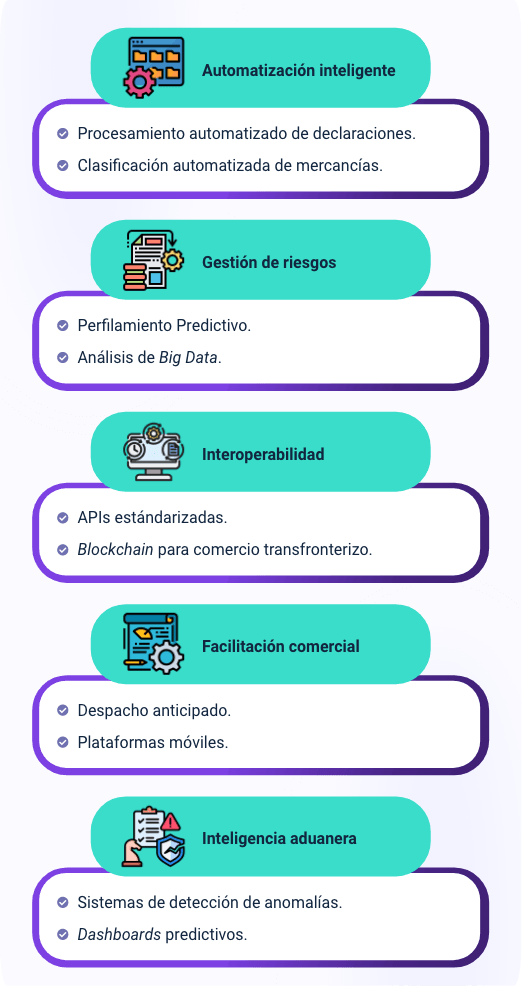 Automatización inteligente
Procesamiento automatizado de declaraciones.
Clasificación automatizada de mercancías.
Gestión de riesgos
Perfilamiento Predictivo.
Análisis de Big Data.
Interoperabilidad
APIs estándarizadas.
Blockchain para comercio transfronterizo.
Facilitación comercial
Despacho anticipado.
Plataformas móviles.
Inteligencia aduanera
Sistemas de detección de anomalías.
Dashboards predictivos.